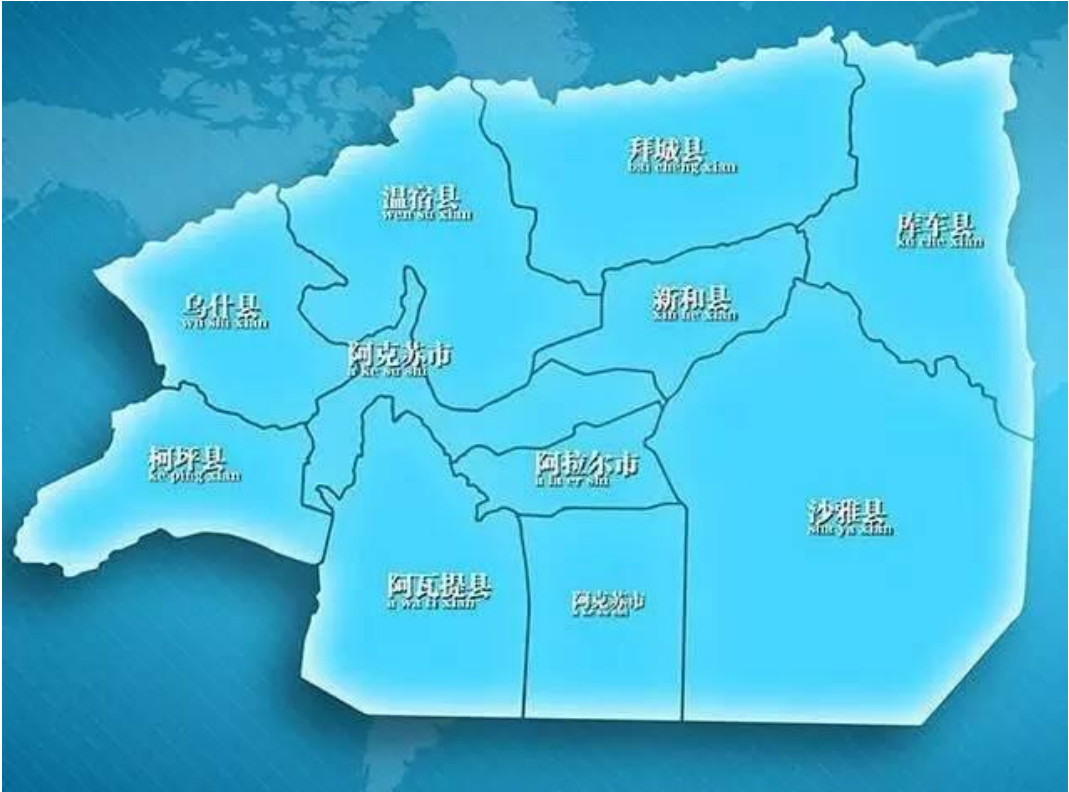 拜城县
bai cheng xian
温宿县
wen su xian
库车县
ku che xian
乌什县
wu shi xian
新和县
xin he xian
阿克苏市
a ke su shi
柯坪县
ke ping xian
阿拉尔市
a la er shi
沙雅县
sha ya xian
阿瓦提县
a wa ti xian
阿克苏市